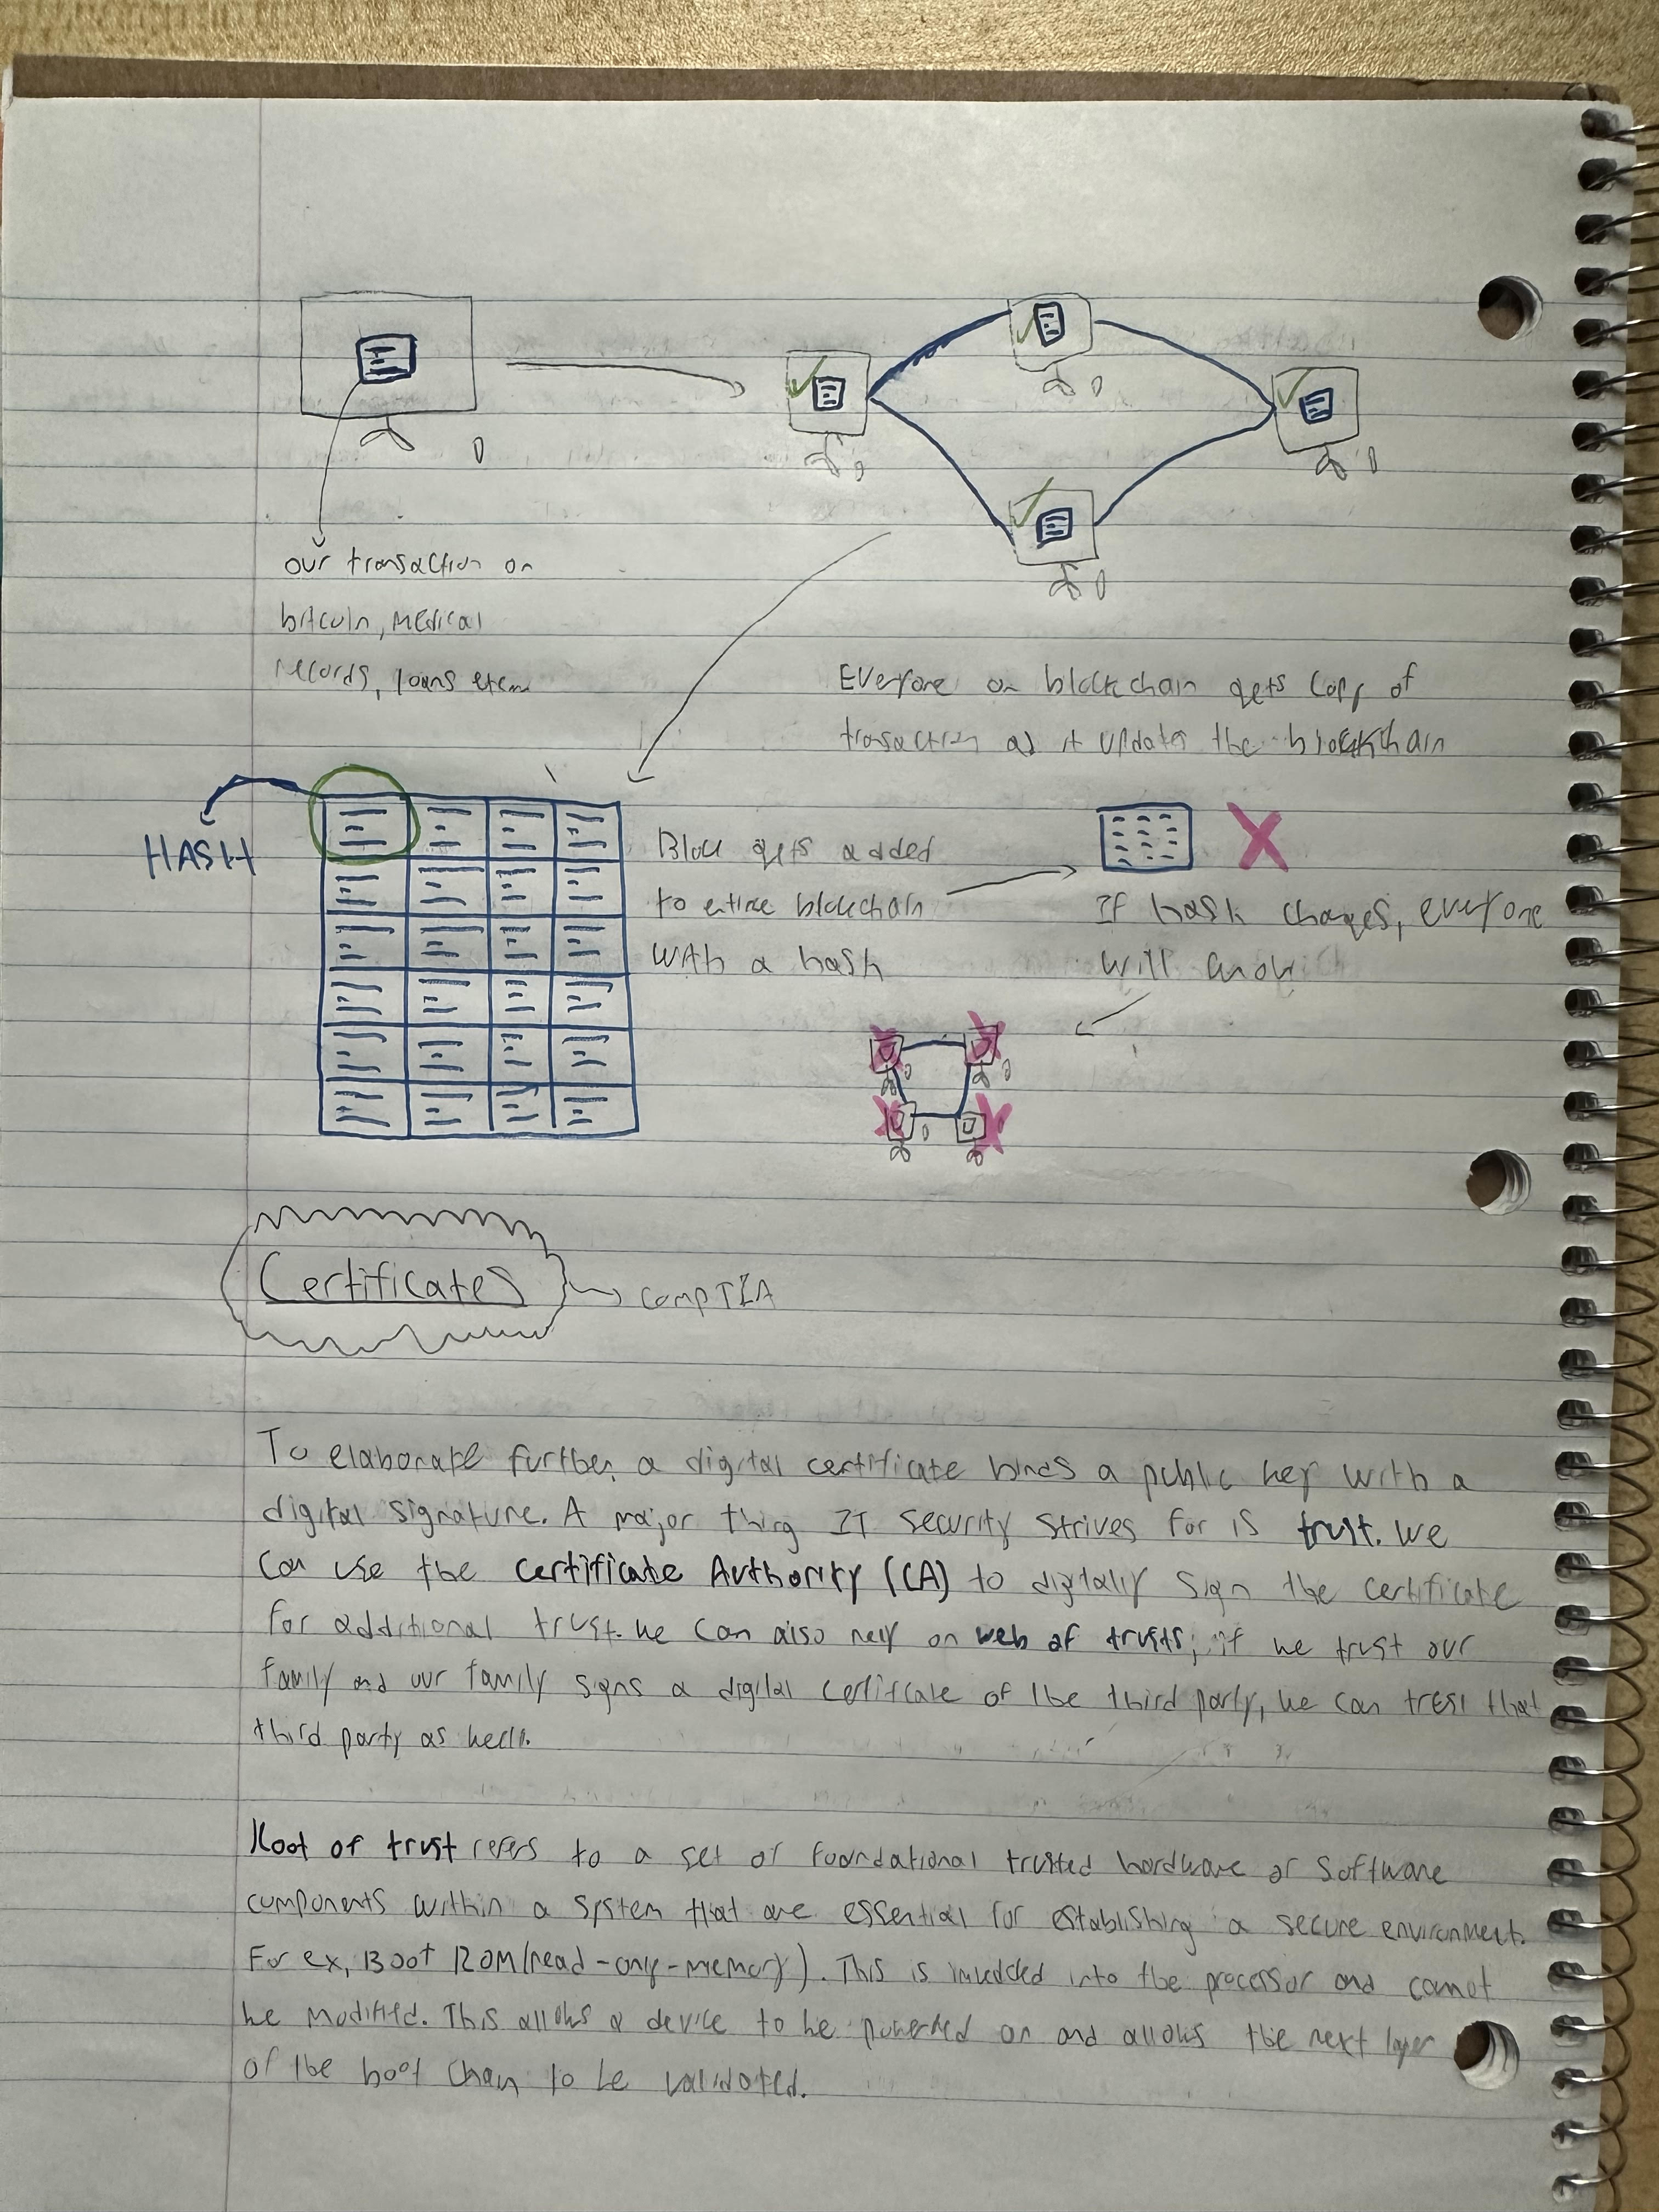 our transaction on
bitcoin, medical
records, loans
Everyone on blockchain gets copy of
transaction as it updates the blockchain
HASH
Block gets added
to entire blockchain
with a hash
If hash changes, everyone
will know
Certificates
CompTIA
To elaborate further, a digital certificate binds a public key with a
digital signature. A major thing IT security strives for is trust. We
can use the certificate Authority (CA) to digitally sign the certificate
for additional trust. We can also rely on web of trusts; if we trust our
family and our family signs a digital certificate of the third party, we can trust that
third party as well.
Root of trust refers to a set of foundational trusted hardware or software
components within a system that are essential for establishing a secure environment.
For ex, Boot ROM(read-only-memory). This is into the processor and cannot
be modified. This allows a device to be powered on and allows the next layer
of the boot chain to be validated.